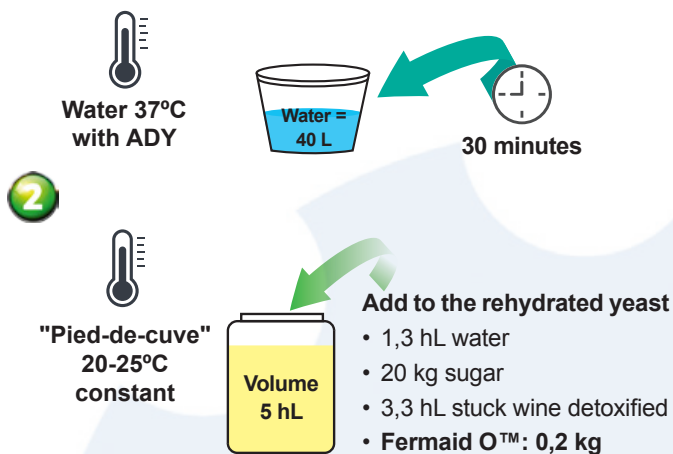 Water 37ºC
with ADY
Water =
40 L
30 minutes
2
"Pied-de-cuve"
20-25ºC
constant
Volume
5 hL
Add to the rehydrated yeast
• 1,3 hL water
• 20 kg sugar
• 3,3 hL stuck wine detoxified
• Fermaid O™: 0,2 kg